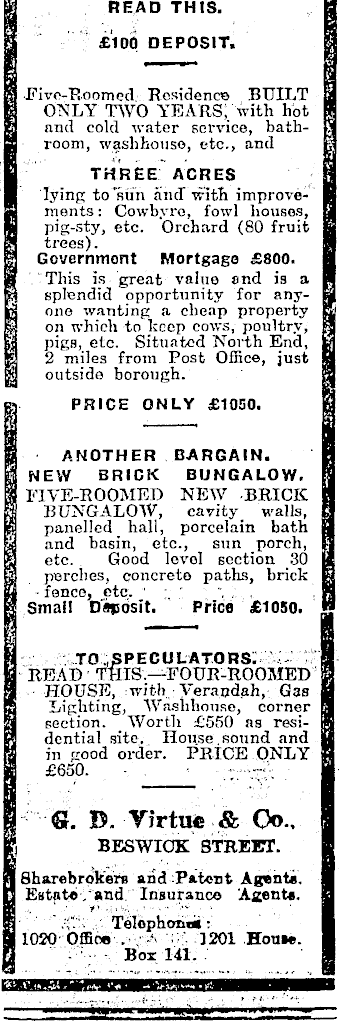 READ THIS.
£100 DEPOSIT.
Five-Roomed Residence BUILT
ONLY TWO YEARS, with hot
and cold water service, bath-
room, washhouse, etc., and
THREE ACRES
lying to sun and with improve-
ments: Cowbyre, fowl houses,
pig-sty, etc. Orchard (80 fruit
trees).
Government Mortgage £800.
This is great value and is a
splendid opportunity for any-
one wanting a cheap property
on which to keep cows, poultry,
pigs, etc. Situated North End,
2 miles from Post Office, just
outside borough.
PRICE ONLY £1050.
ANOTHER BARGAIN.
NEW BRICK BUNGALOW.
FIVE-ROOMED NEW BRICK
BUNGALOW, cavity walls,
panelled hall, porcelain bath
and basin, etc., sun porch,
etc. Good level section 30
perches, concrete paths, brick
fence, etc.
Small Deposit. Price £1050.
TO SPECULATORS.
READ THIS.—FOUR-ROOMED
HOUSE, with Verandah, Gas
Lighting, Washhouse, corner
section. Worth £550 as resi-
dential site. House sound and
in good order. PRICE ONLY
£650.
G. D. Virtue & Co.,
BESWICK STREET.
Sharebrokers and Patent Agents.
Estate and Insurance Agents.
Telephones:
1020 Office. 1201 House.
Box 141.